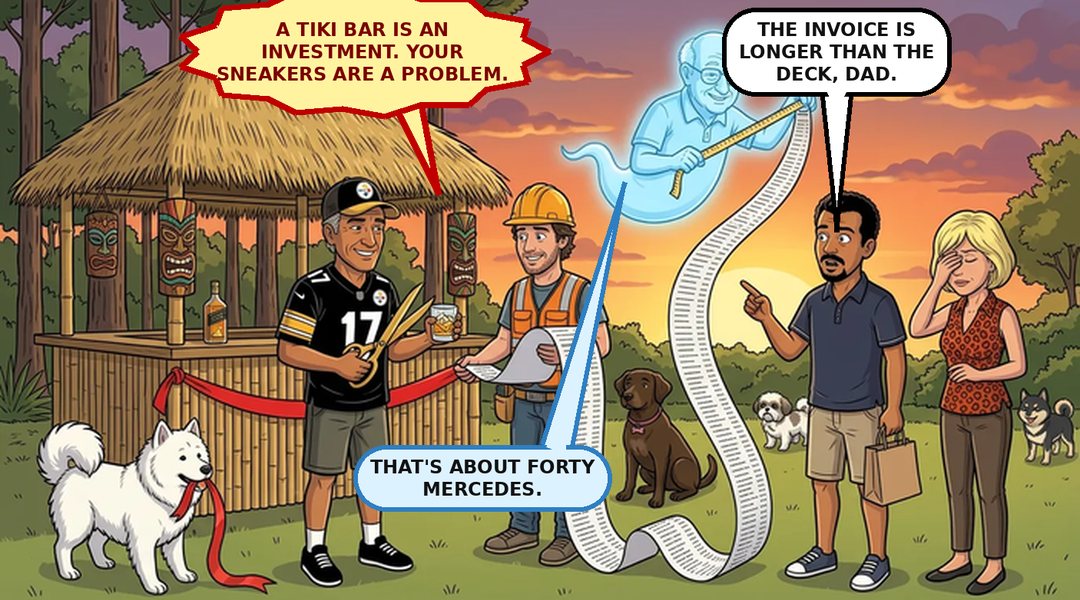 A TIKI BAR IS AN
INVESTMENT. YOUR
SNEAKERS ARE A PROBLEM.
THE INVOICE IS
LONGER THAN THE
DECK, DAD.
17
THAT'S ABOUT FORTY
MERCEDES.